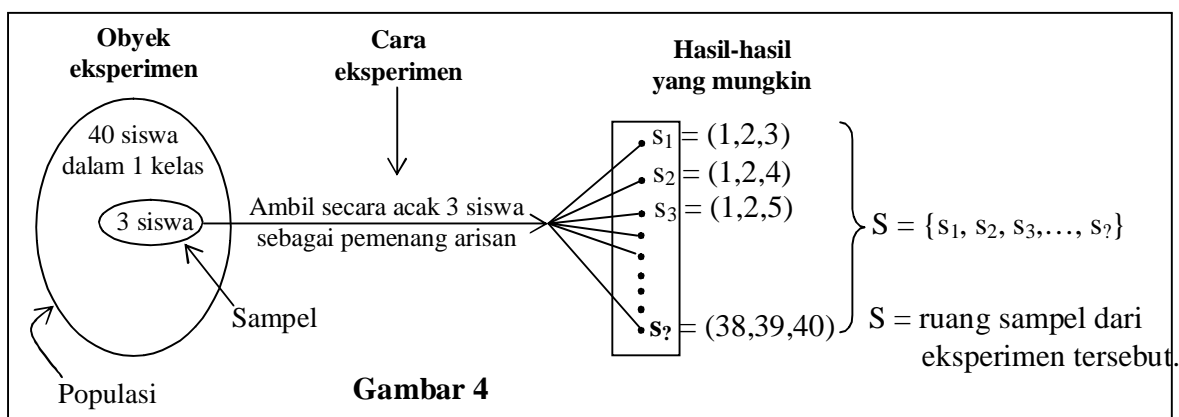 Obyek
eksperimen
Cara
eksperimen
Hasil-hasil
yang mungkin
40 siswa
dalam 1 kelas
3 siswa
Ambil secara acak 3 siswa
sebagai pemenang arisan
Sampel
Populasi
s₁ = (1,2,3)
s₂ = (1,2,4)
s₃ = (1,2,5)
s? = (38,39,40)
S = {s₁, s₂, s₃,…, s?}
S = ruang sampel dari
eksperimen tersebut.
Gambar 4